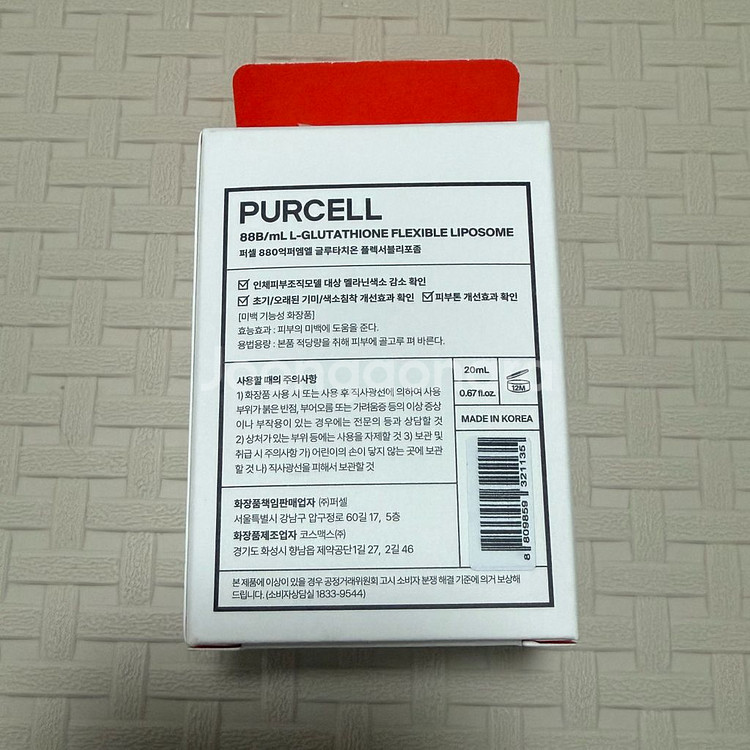 PURCELL
88B/mL L-GLUTATHIONE FLEXIBLE LIPOSOME
퍼셀 880억퍼엠엘 글루타치온 플렉서블리포좀
인체피부조직모델 대상 멜라닌색소 감소 확인
초기/오래된 기미/색소침착 개선효과 확인 피부톤 개선효과 확인
[미백 기능성 화장품]
효능효과 : 피부의 미백에 도움을 준다.
용법용량 : 본품 적당량을 취해 피부에 골고루 펴 바른다.
사용할 때의 주의사항
1) 화장품 사용 시 또는 사용 후 직사광선에 의하여 사용
부위가 붉은 반점, 부어오름 또는 가려움증 등의 이상 증상
이나 부작용이 있는 경우에는 전문의 등과 상담할 것
2) 상처가 있는 부위 등에는 사용을 자제할 것 3) 보관 및
취급 시 주의사항 가) 어린이의 손이 닿지 않는 곳에 보관
할 것 나) 직사광선을 피해서 보관할 것
20mL
0.67 fl.oz.
12M
MADE IN KOREA
8 809859 321135
화장품책임판매업자 ㈜퍼셀
서울특별시 강남구 압구정로 60길 17, 5층
화장품제조업자 코스맥스㈜
경기도 화성시 향남읍 제약공단1길 27, 2길 46
본 제품에 이상이 있을 경우 공정거래위원회 고시 소비자 분쟁 해결 기준에 의거 보상해
드립니다. (소비자상담실 1833-9544)
Joonggonara